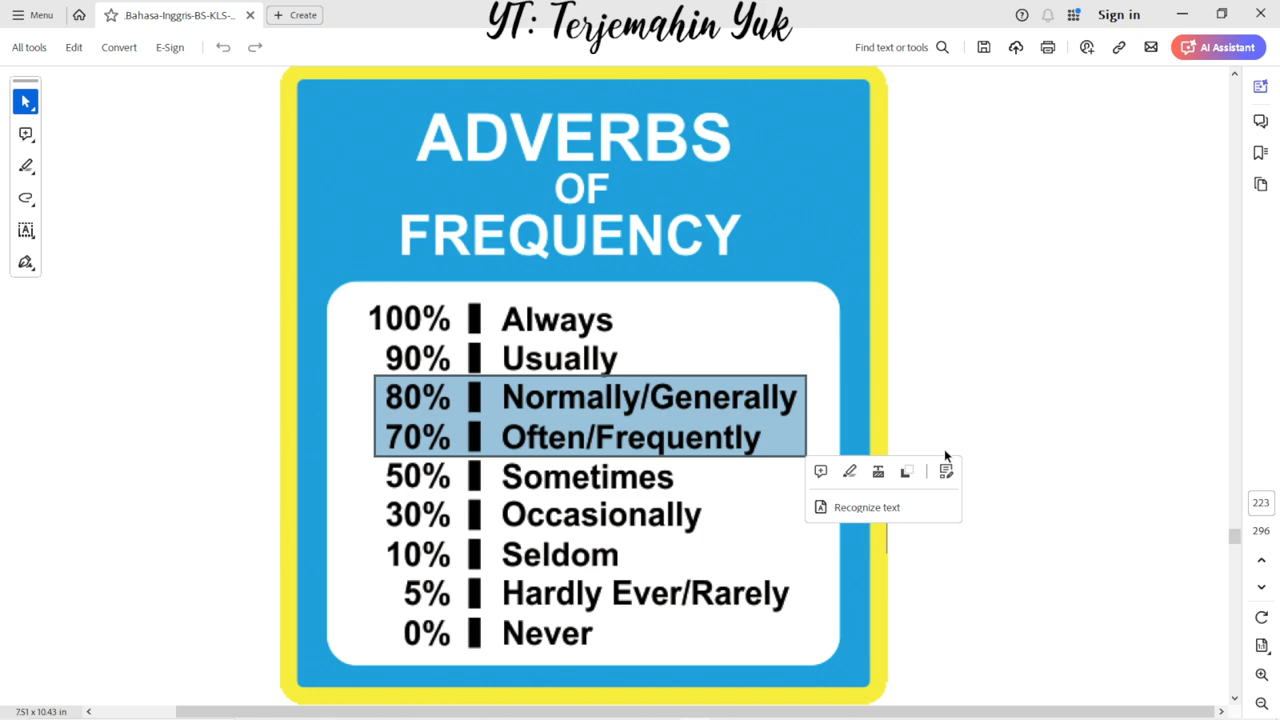 Menu
.Bahasa-Inggris-BS-KLS-...
Create
YT: Terjemahin Yuk
Sign in
All tools
Edit
Convert
E-Sign
Find text or tools
AI Assistant
ADVERBS
OF
FREQUENCY
100% Always
90% Usually
80% Normally/Generally
70% Often/Frequently
50% Sometimes
30% Occasionally
10% Seldom
5% Hardly Ever/Rarely
0% Never
Recognize text
223
296
7.51 x 10.43 in